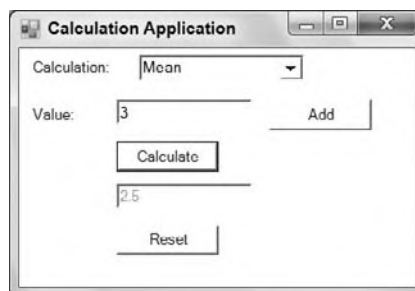 Calculation Application
Calculation: Mean
Value: 3 Add
Calculate
2.5
Reset